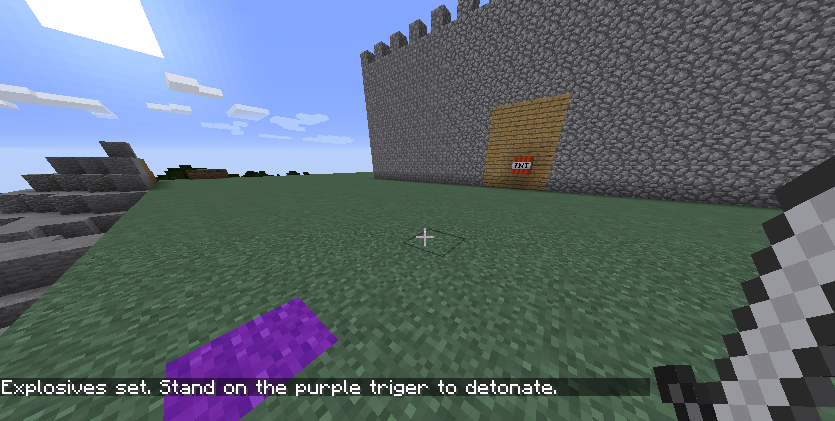 TNT
Explosives set. Stand on the purple triger to detonate.